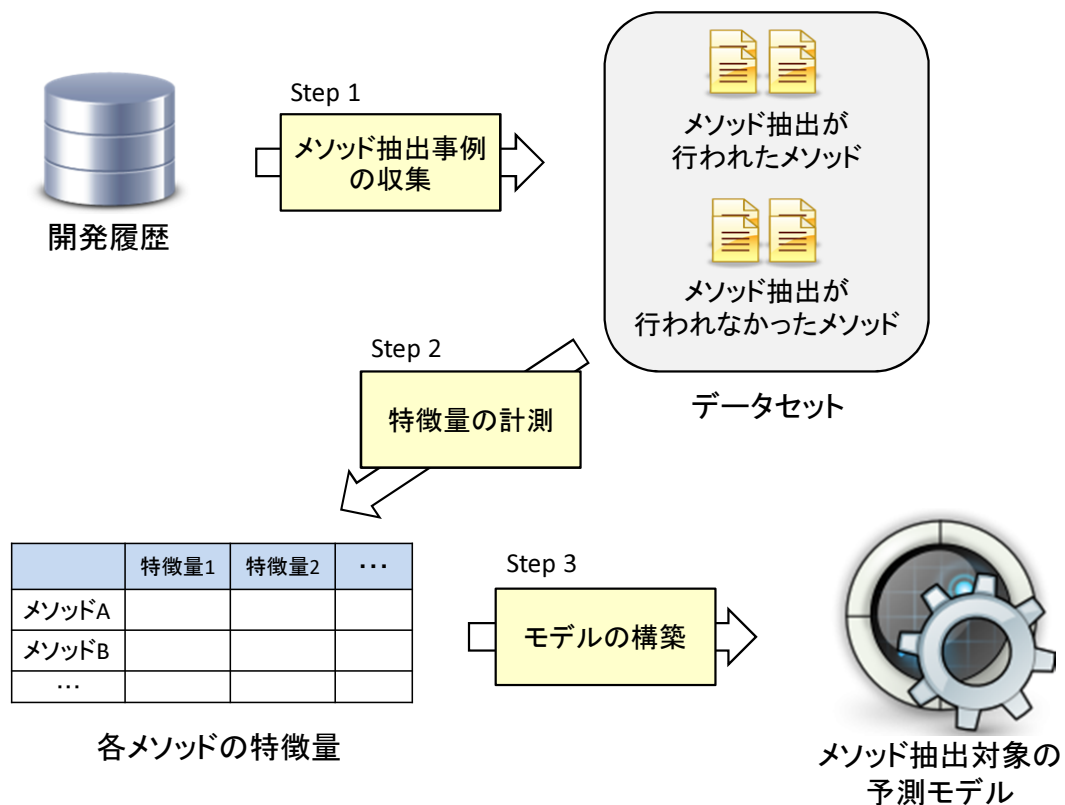 Step 1
メソッド抽出事例
の収集
開発履歴
メソッド抽出が
行われたメソッド
メソッド抽出が
行われなかったメソッド
データセット
Step 2
特徴量の計測
特徴量1 特徴量2 ･･･
メソッドA
メソッドB
･･･
各メソッドの特徴量
Step 3
モデルの構築
メソッド抽出対象の
予測モデル